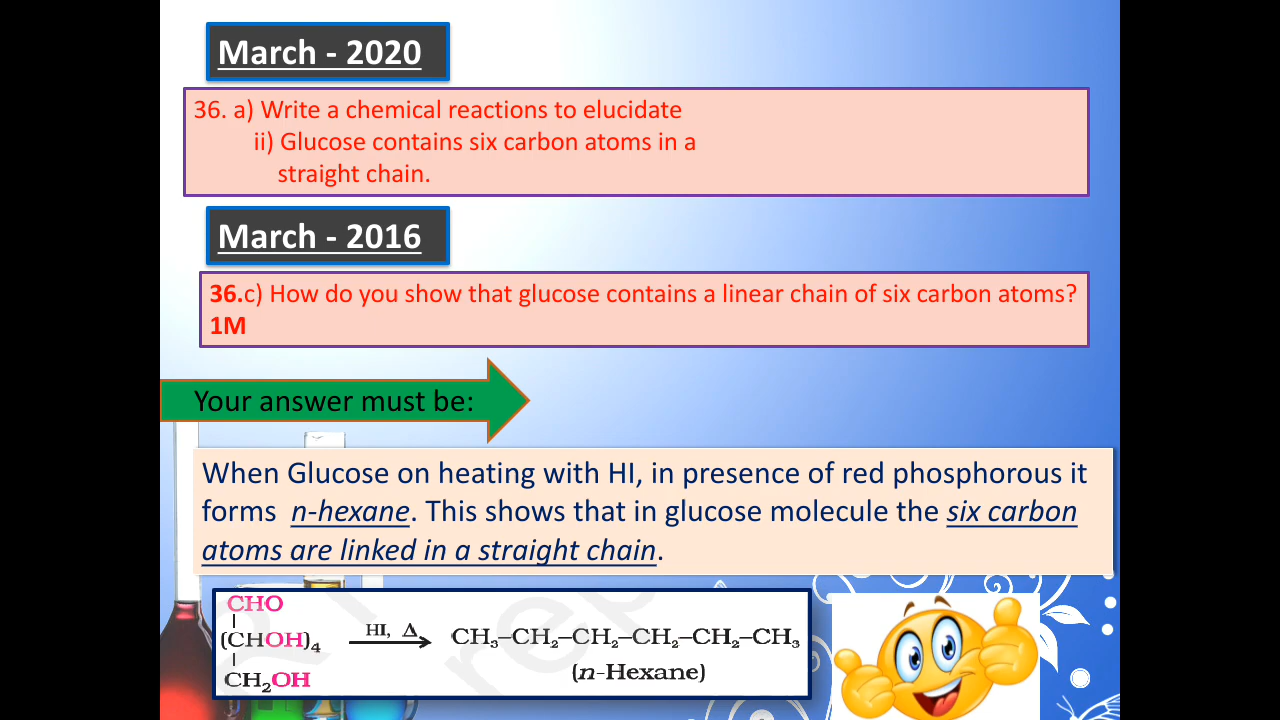 March - 2020
36. a) Write a chemical reactions to elucidate
ii) Glucose contains six carbon atoms in a
straight chain.
March - 2016
36.c) How do you show that glucose contains a linear chain of six carbon atoms?
1M
Your answer must be:
When Glucose on heating with HI, in presence of red phosphorous it
forms n-hexane. This shows that in glucose molecule the six carbon
atoms are linked in a straight chain.
CHO
(CHOH)₄
CH₂OH
HI, Δ
CH₃–CH₂–CH₂–CH₂–CH₂–CH₃
(n-Hexane)